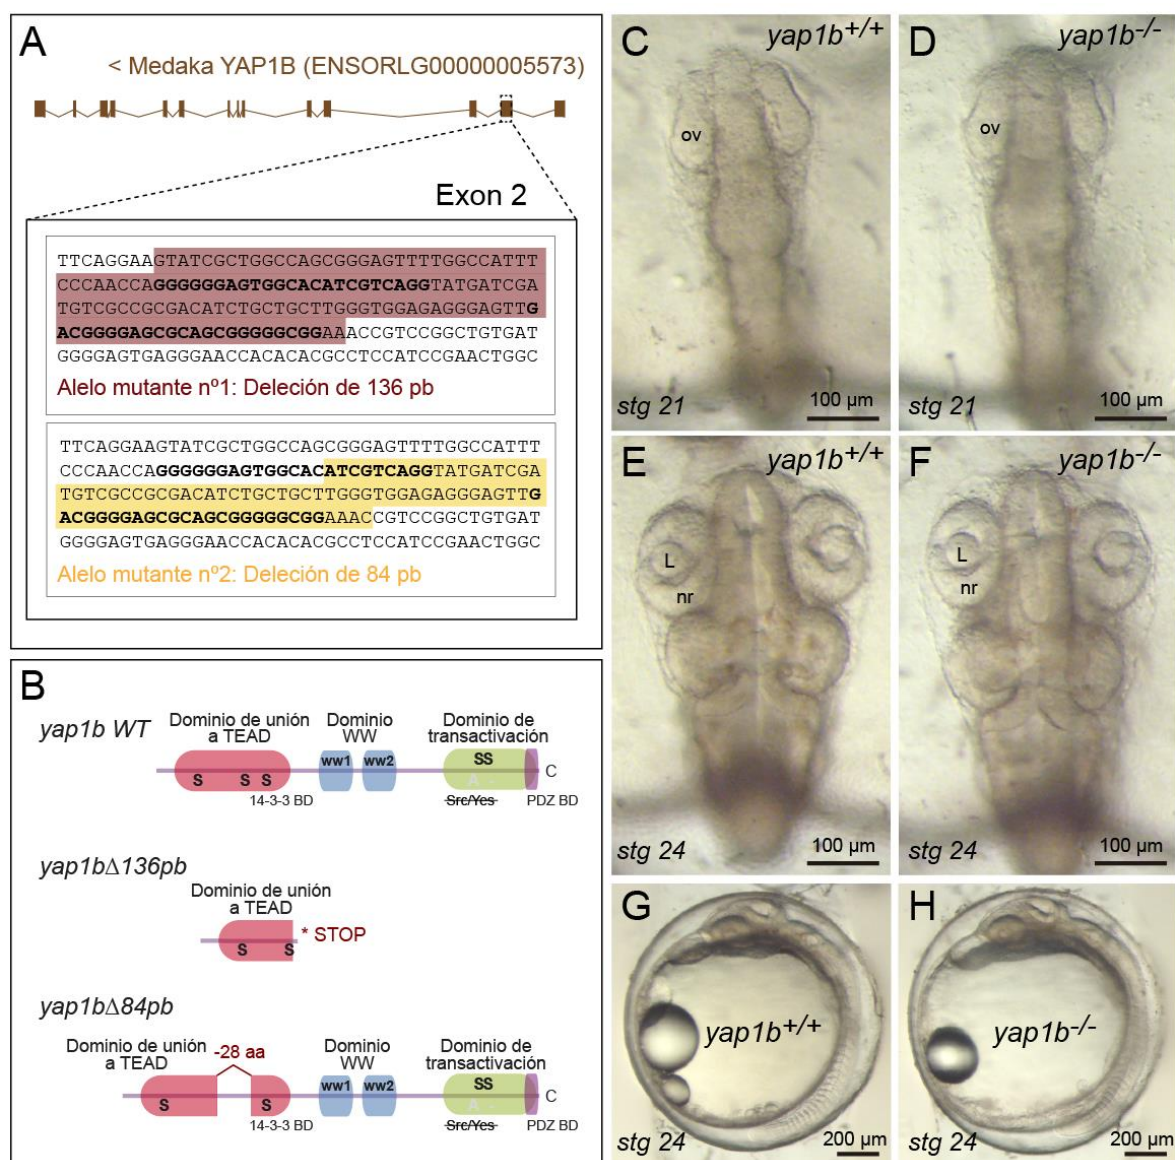 A
< Medaka YAP1B (ENSORLG00000005573)
Exon 2
TTCAGGAAGTATCGCTGGCCAGCGGGAGTTTTGGCCATTT
CCCAACCAGGGGGGAGTGGCACATCGTCAGGTATGATCGA
TGTCGCCGCGACATCTGCTGCTTGGGTGGAGAGGGAGTTG
ACGGGGAGCGCAGCGGGGGCGGAAACCGTCCGGCTGTGAT
GGGGAGTGAGGGAACCACACACGCCTCCATCCGAACTGGC
Alelo mutante nº1: Deleción de 136 pb
TTCAGGAAGTATCGCTGGCCAGCGGGAGTTTTGGCCATTT
CCCAACCAGGGGGGAGTGGCACATCGTCAGGTATGATCGA
TGTCGCCGCGACATCTGCTGCTTGGGTGGAGAGGGAGTTG
ACGGGGAGCGCAGCGGGGGCGGAAACCGTCCGGCTGTGAT
GGGGAGTGAGGGAACCACACACGCCTCCATCCGAACTGGC
Alelo mutante nº2: Deleción de 84 pb
B
yap1b WT
Dominio de unión
a TEAD
Dominio
WW
Dominio de
transactivación
S S S
ww1 ww2
SS
A
C
14-3-3 BD
Src/Yes
PDZ BD
yap1bΔ136pb
Dominio de unión
a TEAD
S S
* STOP
yap1bΔ84pb
Dominio de unión
a TEAD
-28 aa
Dominio
WW
Dominio de
transactivación
S S
ww1 ww2
SS
A
C
14-3-3 BD
Src/Yes
PDZ BD
C
yap1b+/+
ov
stg 21
100 µm
D
yap1b-/-
ov
stg 21
100 µm
E
yap1b+/+
L
nr
stg 24
100 µm
F
yap1b-/-
L
nr
stg 24
100 µm
G
yap1b+/+
stg 24
200 µm
H
yap1b-/-
stg 24
200 µm